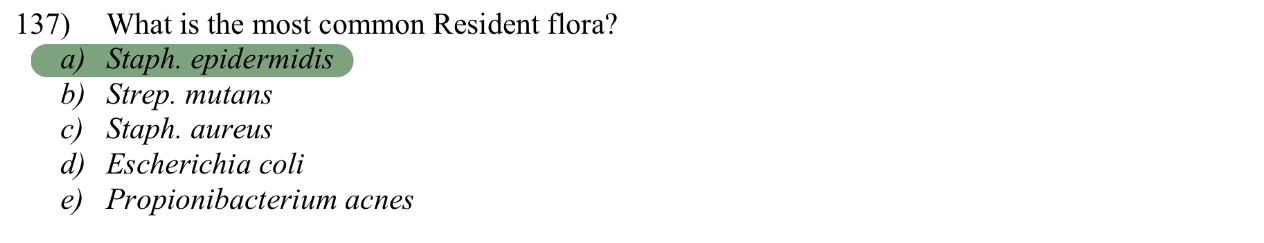 137) What is the most common Resident flora?
a) Staph. epidermidis
b) Strep. mutans
c) Staph. aureus
d) Escherichia coli
e) Propionibacterium acnes